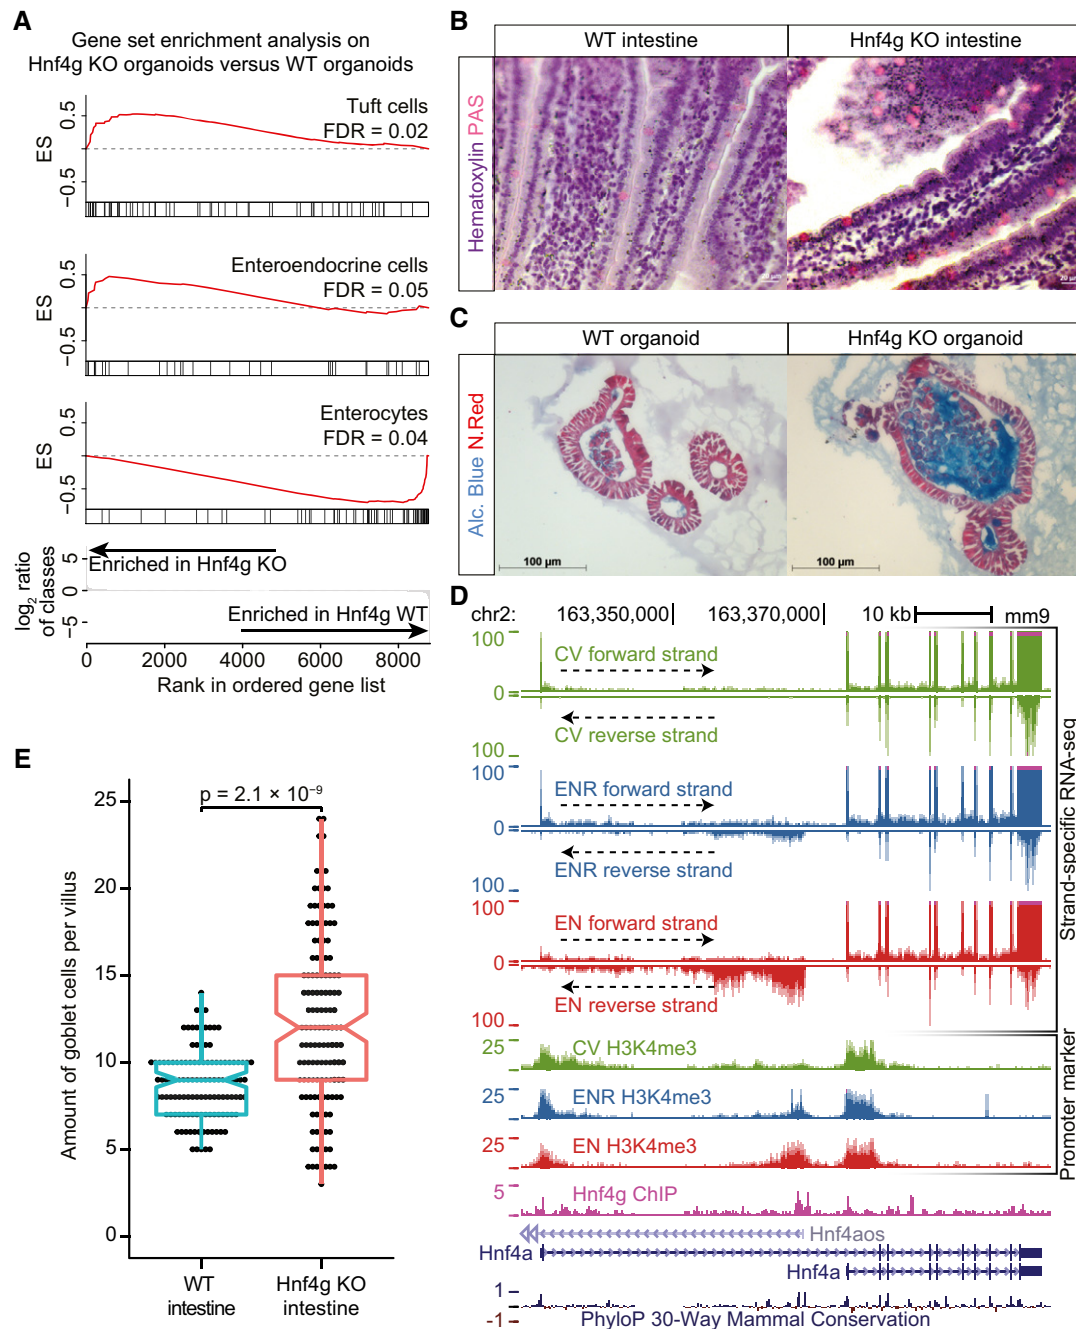 A
Gene set enrichment analysis on
Hnf4g KO organoids versus WT organoids
Tuft cells
FDR = 0.02
0.5
−0.5
ES
Enteroendocrine cells
FDR = 0.05
0.5
−0.5
ES
Enterocytes
FDR = 0.04
0.5
−0.5
ES
5
0
−5
log2 ratio
of classes
Enriched in Hnf4g KO
Enriched in Hnf4g WT
0 2000 4000 6000 8000
Rank in ordered gene list
B
WT intestine
Hnf4g KO intestine
Hematoxylin PAS
20 µm
C
WT organoid
Hnf4g KO organoid
Alc. Blue N.Red
100 µm
100 µm
D
chr2: 163,350,000 163,370,000 10 kb mm9
100
CV forward strand
0
CV reverse strand
100
100
ENR forward strand
0
ENR reverse strand
100
100
EN forward strand
0
EN reverse strand
100
Strand-specific RNA-seq
25
CV H3K4me3
25
ENR H3K4me3
25
EN H3K4me3
Promoter marker
5
Hnf4g ChIP
Hnf4aos
Hnf4a
Hnf4a
1
-1
PhyloP 30-Way Mammal Conservation
E
p = 2.1 × 10−9
25
20
15
10
5
0
Amount of goblet cells per villus
WT
intestine
Hnf4g KO
intestine